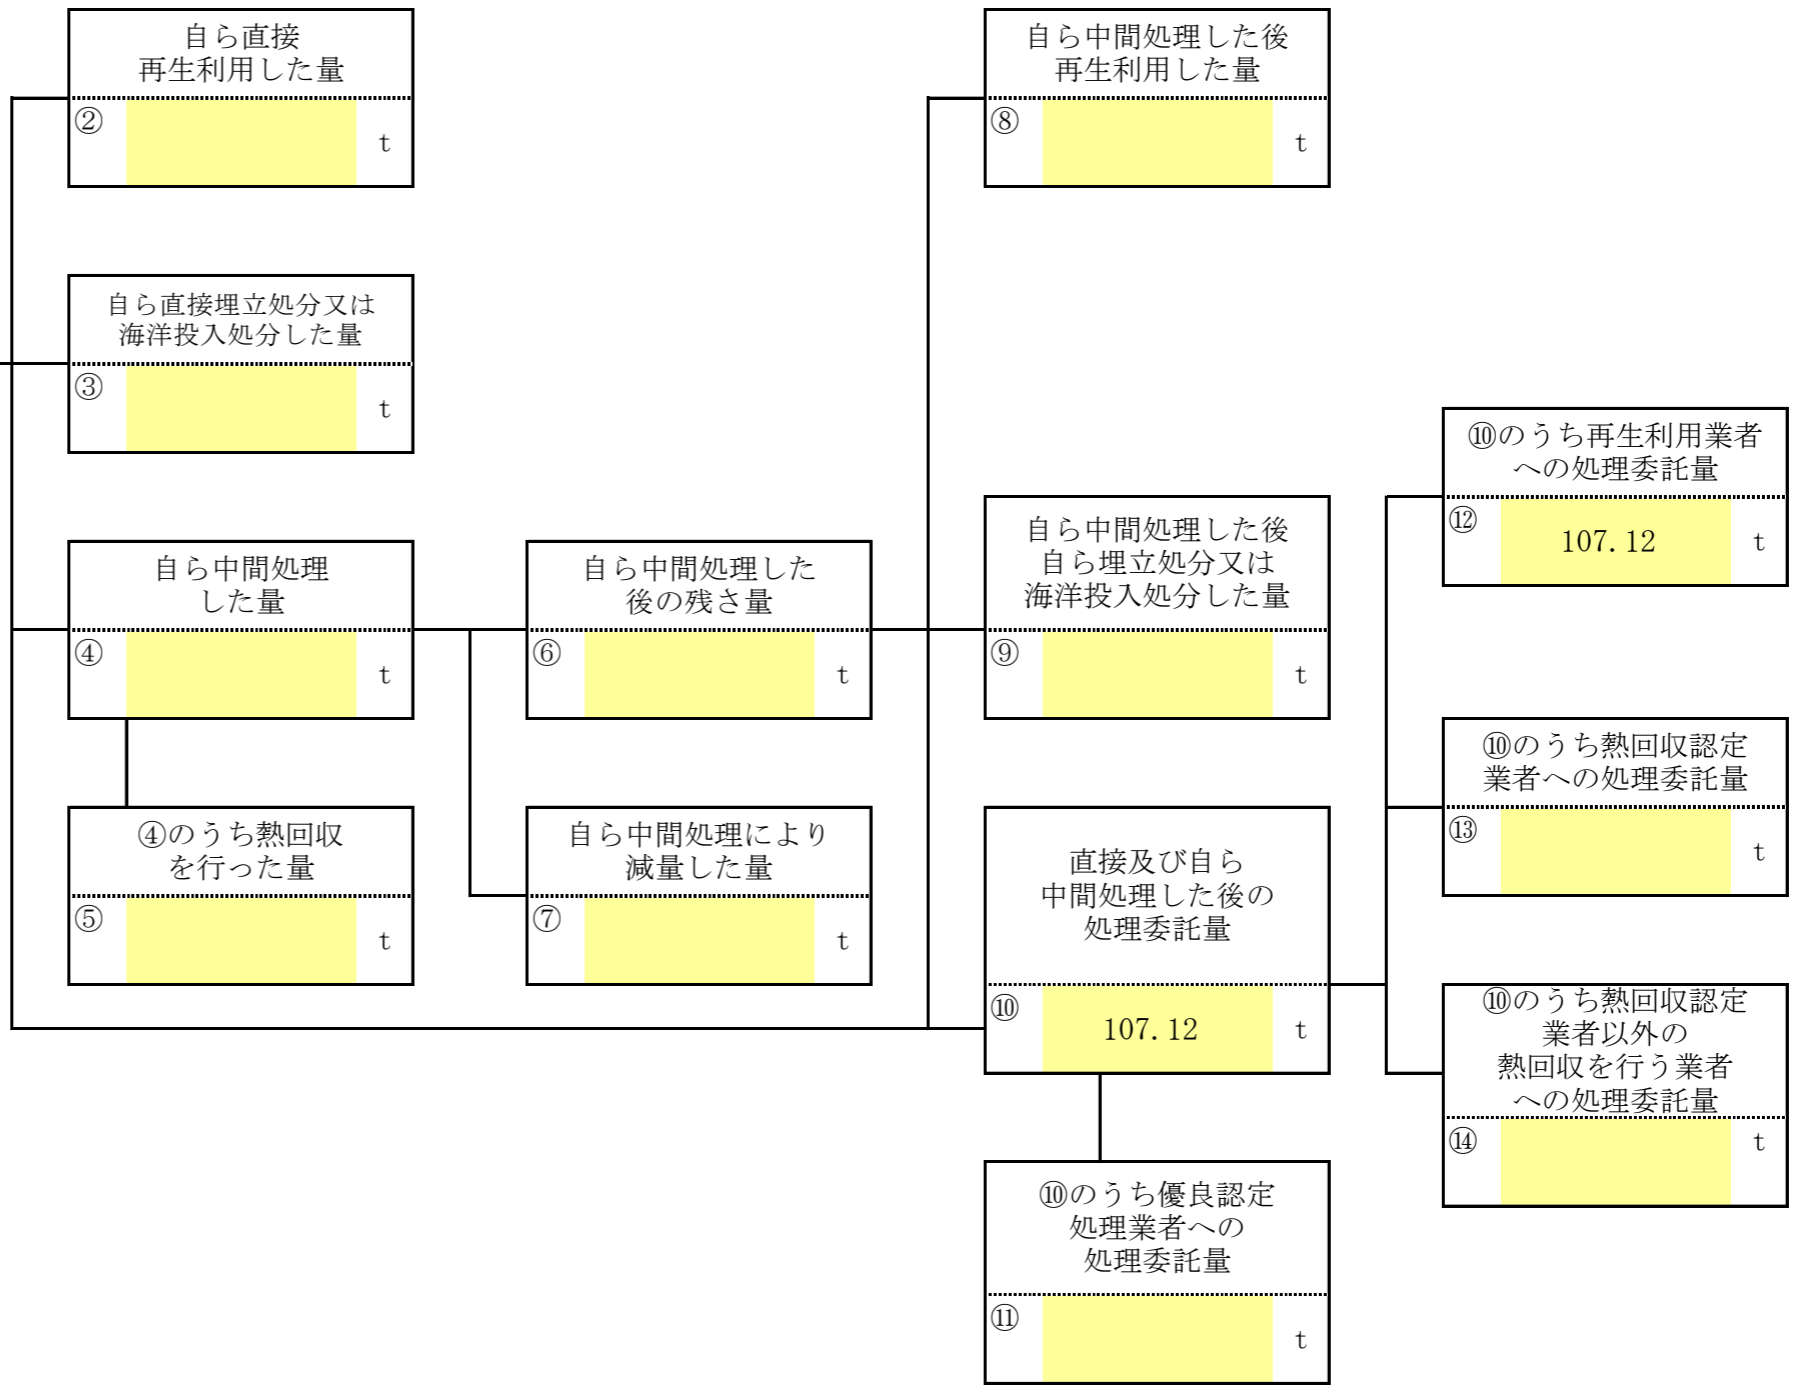 自ら直接
再生利用した量
②
t
自ら中間処理した後
再生利用した量
⑧
t
自ら直接埋立処分又は
海洋投入処分した量
③
t
⑩のうち再生利用業者
への処理委託量
⑫
107.12
t
自ら中間処理
した量
④
t
自ら中間処理した
後の残さ量
⑥
t
自ら中間処理した後
自ら埋立処分又は
海洋投入処分した量
⑨
t
⑩のうち熱回収認定
業者への処理委託量
⑬
t
④のうち熱回収
を行った量
⑤
t
自ら中間処理により
減量した量
⑦
t
直接及び自ら
中間処理した後の
処理委託量
⑩
107.12
t
⑩のうち熱回収認定
業者以外の
熱回収を行う業者
への処理委託量
⑭
t
⑩のうち優良認定
処理業者への
処理委託量
⑪
t